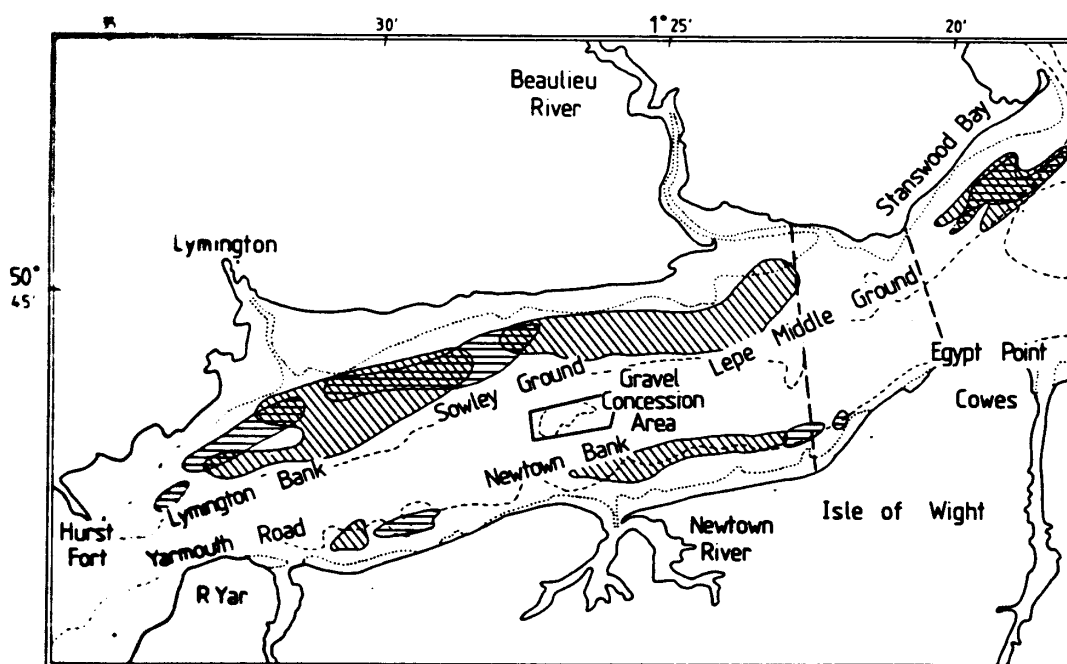 30'
1° 25'
20'
Beaulieu
River
Stanswood Bay
Lymington
50°
45'
Lepe Middle Ground
Sowley Ground
Egypt Point
Gravel
Concession
Area
Cowes
Newtown Bank
Lymington Bank
Isle of Wight
Hurst
Fort
Yarmouth Road
Newtown
River
R Yar